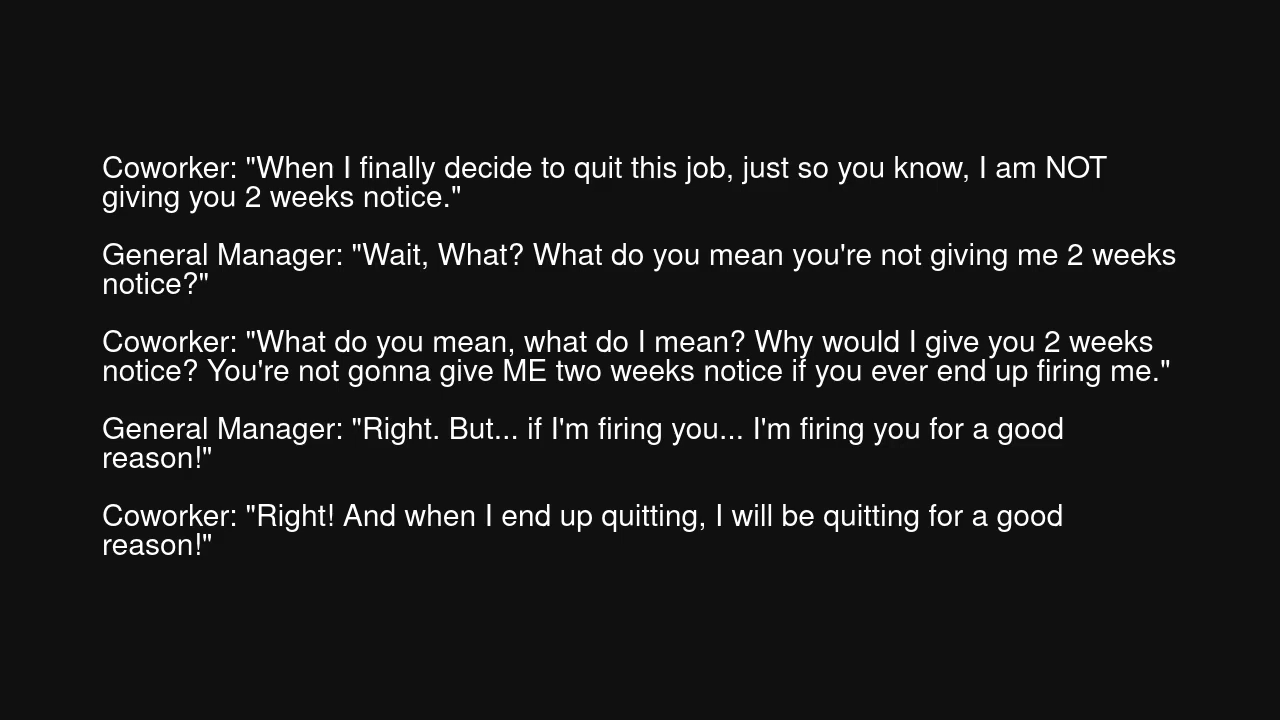 Coworker: "When I finally decide to quit this job, just so you know, I am NOT
giving you 2 weeks notice."
General Manager: "Wait, What? What do you mean you're not giving me 2 weeks
notice?"
Coworker: "What do you mean, what do I mean? Why would I give you 2 weeks
notice? You're not gonna give ME two weeks notice if you ever end up firing me."
General Manager: "Right. But... if I'm firing you... I'm firing you for a good
reason!"
Coworker: "Right! And when I end up quitting, I will be quitting for a good
reason!"